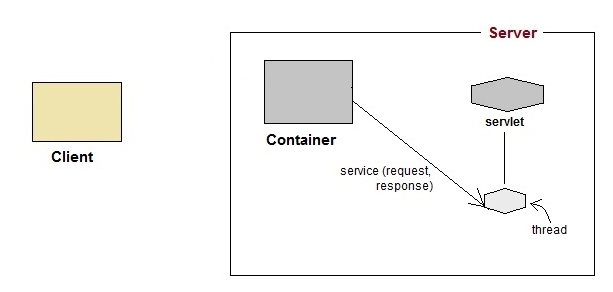 Server
Client
Container
servlet
service (request,
response)
thread